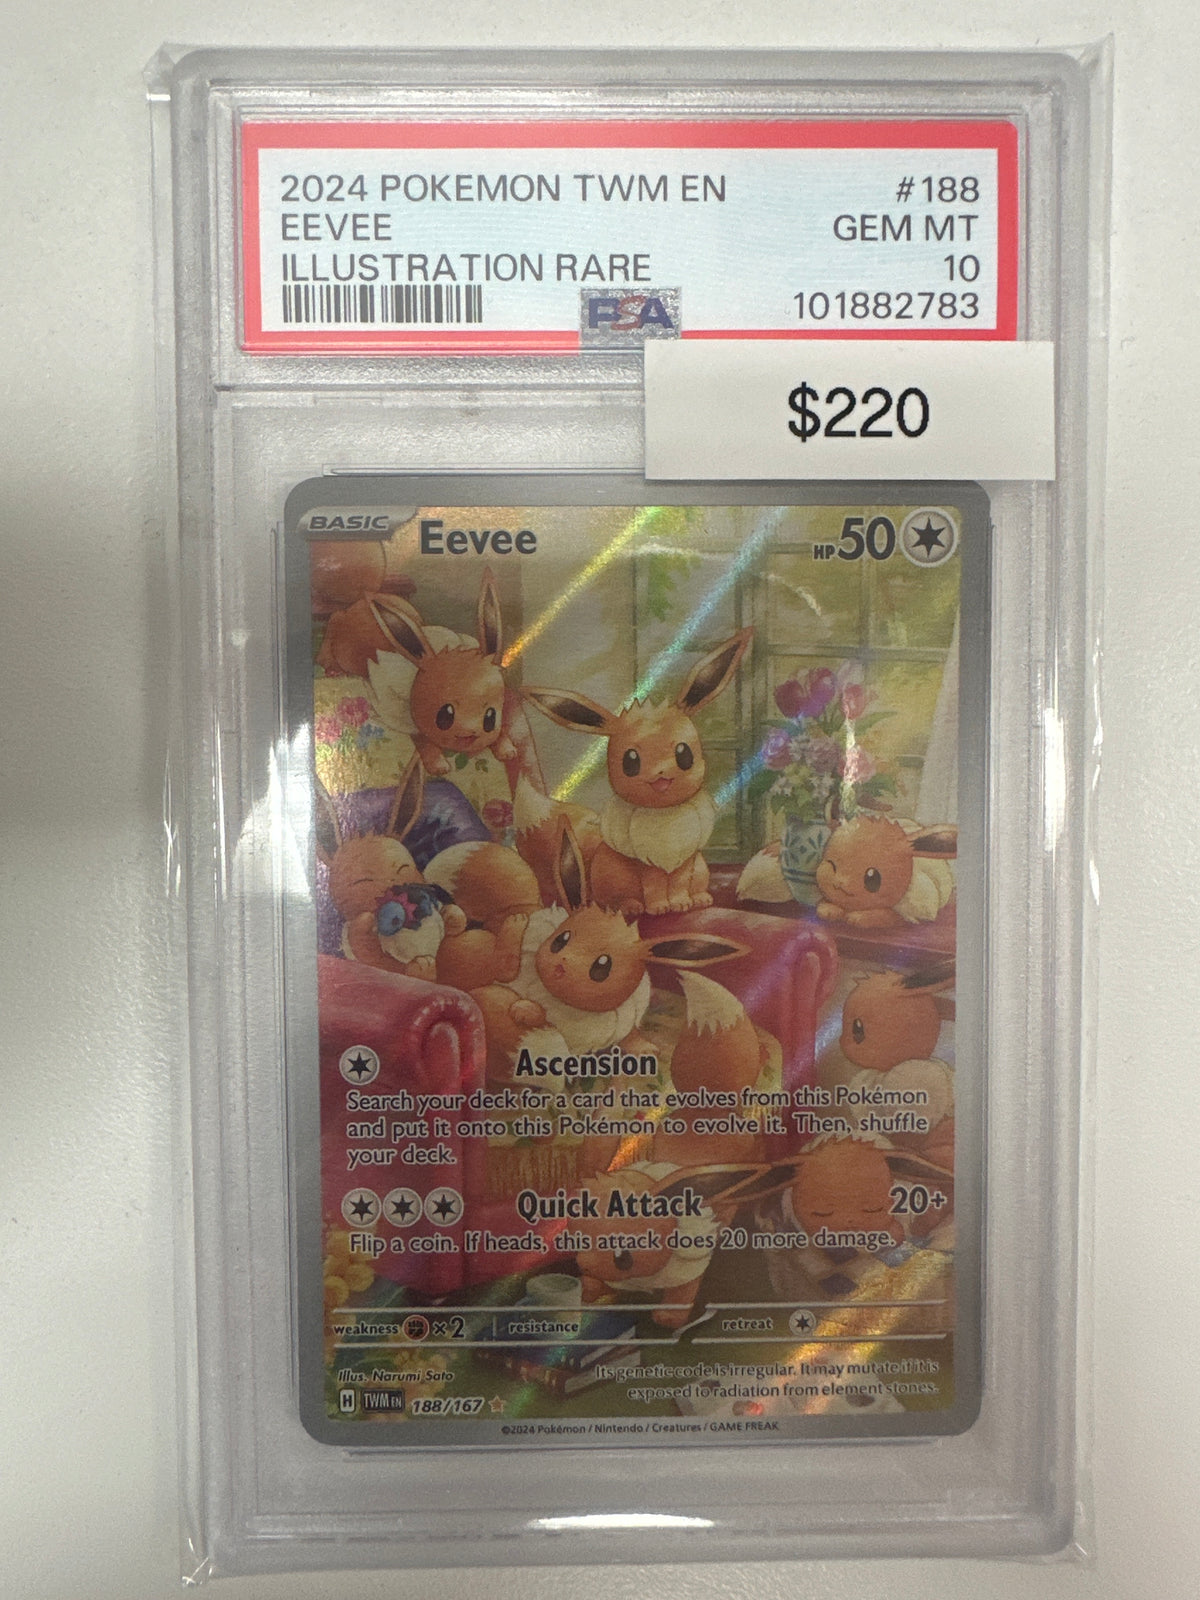 2024 POKEMON TWM EN #188
EEVEE GEM MT
ILLUSTRATION RARE 10
PSA 101882783
$220
BASIC Eevee HP 50
Ascension
Search your deck for a card that evolves from this Pokémon
and put it onto this Pokémon to evolve it. Then, shuffle
your deck.
Quick Attack 20+
Flip a coin. If heads, this attack does 20 more damage.
weakness ×2 resistance retreat
Illus. Narumi Sato
Its genetic code is irregular. It may mutate if it is
exposed to radiation from element stones.
H TWM EN 188/167
©2024 Pokémon / Nintendo / Creatures / GAME FREAK